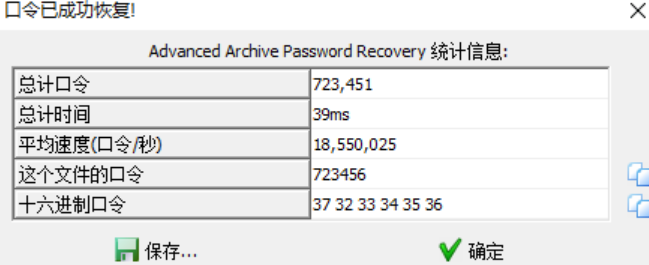 口令已成功恢复!
Advanced Archive Password Recovery 统计信息:
总计口令 723,451
总计时间 39ms
平均速度(口令/秒) 18,550,025
这个文件的口令 723456
十六进制口令 37 32 33 34 35 36
保存... 确定